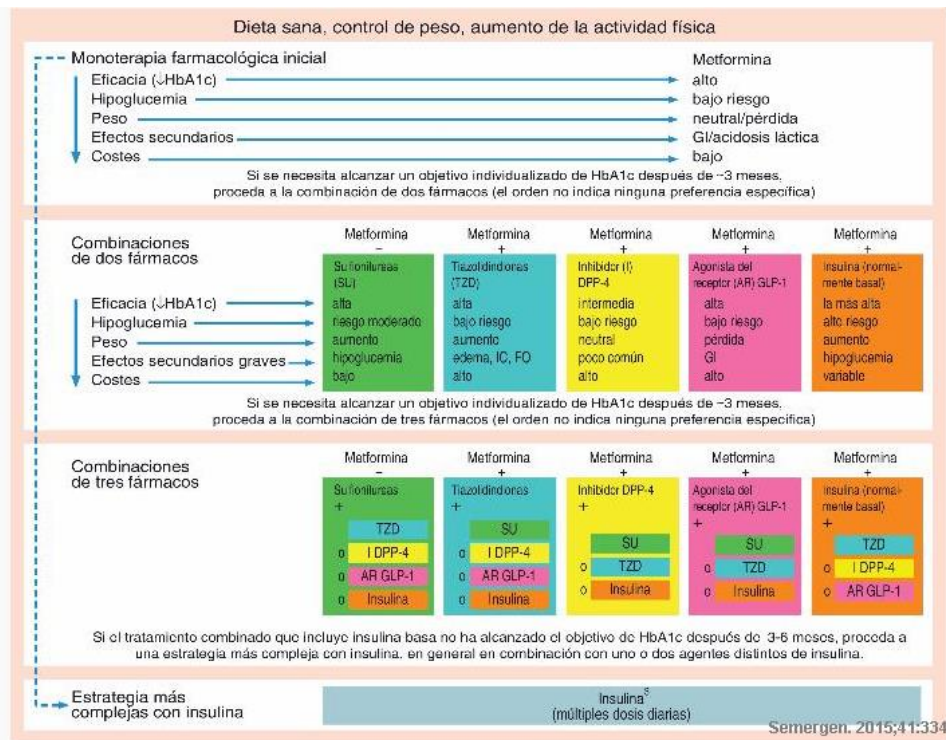 Dieta sana, control de peso, aumento de la actividad física
Monoterapia farmacológica inicial
Metformina
Eficacia (↓HbA1c) alto
Hipoglucemia bajo riesgo
Peso neutral/pérdida
Efectos secundarios GI/acidosis láctica
Costes bajo
Si se necesita alcanzar un objetivo individualizado de HbA1c después de ~3 meses,
proceda a la combinación de dos fármacos (el orden no indica ninguna preferencia específica)
Combinaciones
de dos fármacos
Metformina Metformina Metformina Metformina Metformina
– + + + +
Sulfonilureas
(SU)
Tiazolidindionas
(TZD)
Inhibidor (I)
DPP-4
Agonista del
receptor (AR) GLP-1
Insulina (normal-
mente basal)
Eficacia (↓HbA1c) alta alta intermedia alta la más alta
Hipoglucemia riesgo moderado bajo riesgo bajo riesgo bajo riesgo alto riesgo
Peso aumento aumento neutral pérdida aumento
Efectos secundarios graves hipoglucemia edema, IC, FO poco común GI hipoglucemia
Costes bajo alto alto alto variable
Si se necesita alcanzar un objetivo individualizado de HbA1c después de ~3 meses,
proceda a la combinación de tres fármacos (el orden no indica ninguna preferencia específica)
Combinaciones
de tres fármacos
Metformina Metformina Metformina Metformina Metformina
– + + + +
Sulfonilureas
+
TZD
o I DPP-4
o AR GLP-1
o Insulina
Tiazolidindionas
+
SU
o I DPP-4
o AR GLP-1
o Insulina
Inhibidor DPP-4
+
SU
o TZD
o Insulina
Agonista del
receptor (AR) GLP-1
+
SU
o TZD
o Insulina
Insulina (normal-
mente basal)
+
TZD
o I DPP-4
o AR GLP-1
Si el tratamiento combinado que incluye insulina basa no ha alcanzado el objetivo de HbA1c después de 3-6 meses, proceda a
una estrategia más compleja con insulina, en general en combinación con uno o dos agentes distintos de insulina.
Estrategia más
complejas con insulina
Insulina
(múltiples dosis diarias)
Semergen. 2015;41:334